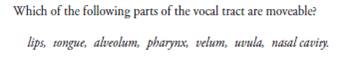 Which of the following parts of the vocal tract are moveable?
lips, tongue, alveolum, pharynx, velum, uvula, nasal cavity.